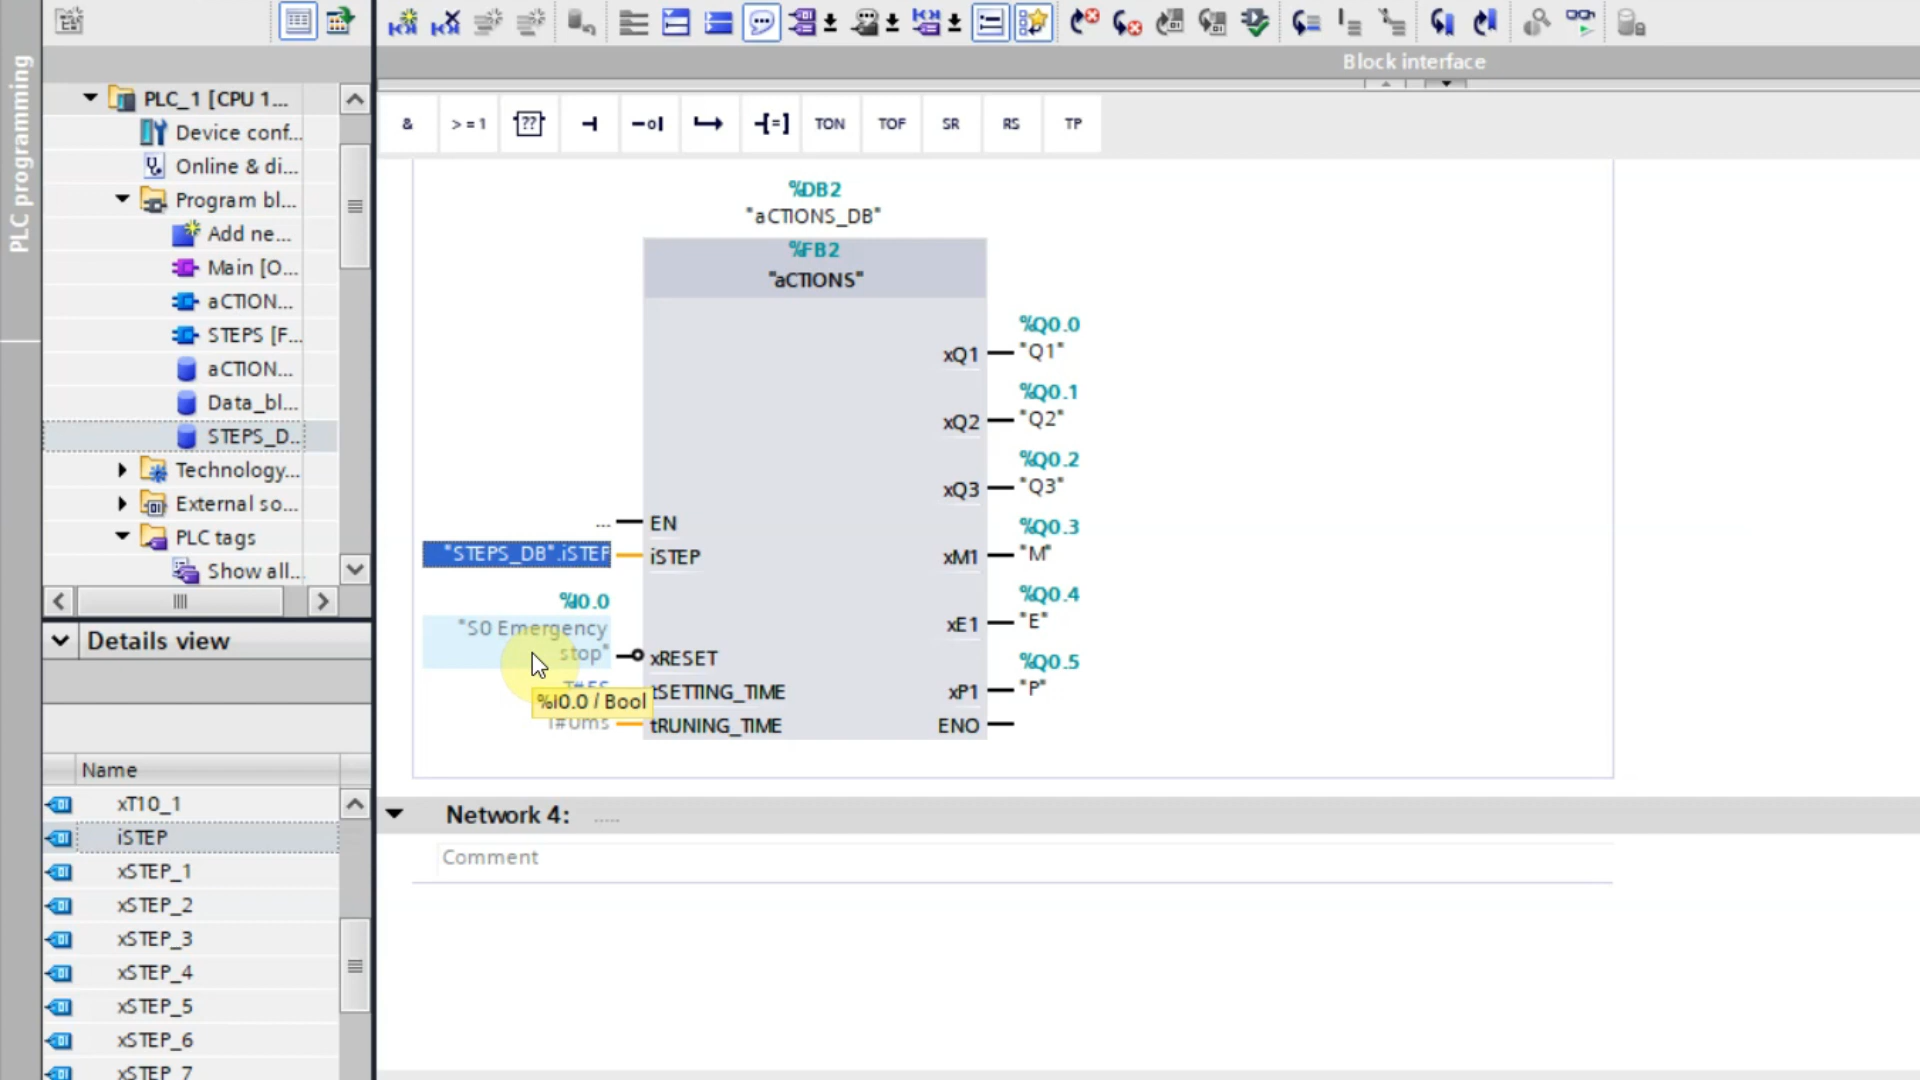 PLC programming
Block interface
PLC_1 [CPU 1...
Device conf...
Online & di...
Program bl...
Add ne...
Main [O...
aCTION...
STEPS [F...
aCTION...
Data_bl...
STEPS_D...
Technology...
External so...
PLC tags
Show all...
Details view
Name
xT10_1
iSTEP
xSTEP_1
xSTEP_2
xSTEP_3
xSTEP_4
xSTEP_5
xSTEP_6
xSTEP_7
& >=1 ?? TON TOF SR RS TP
%DB2
"aCTIONS_DB"
%FB2
"aCTIONS"
... EN
"STEPS_DB".iSTEP iSTEP
%I0.0
"S0 Emergency
stop" xRESET
tSETTING_TIME
%I0.0 / Bool
T#0ms tRUNING_TIME
%Q0.0
xQ1 "Q1"
%Q0.1
xQ2 "Q2"
%Q0.2
xQ3 "Q3"
%Q0.3
xM1 "M"
%Q0.4
xE1 "E"
%Q0.5
xP1 "P"
ENO
Network 4: .....
Comment